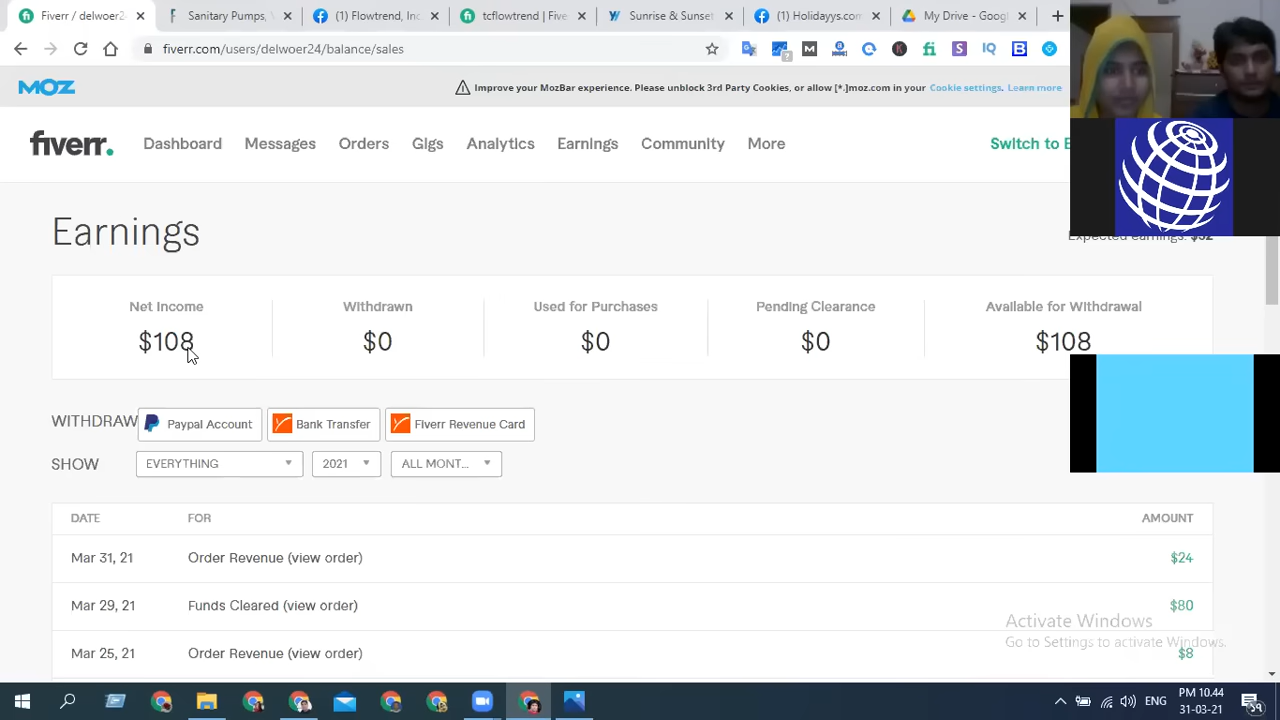 Fiverr / delwoer2
Sanitary Pumps, V
(1) Flowtrend, Inc
tcflowtrend | Five
Sunrise & Sunset
(1) Holidayys.com
My Drive - Googl
fiverr.com/users/delwoer24/balance/sales
MOZ
Improve your MozBar experience. Please unblock 3rd Party Cookies, or allow [*.]moz.com in your Cookie settings. Learn more
fiverr.
Dashboard Messages Orders Gigs Analytics Earnings Community More
Switch to
Earnings
Expected earnings: $32
Net Income Withdrawn Used for Purchases Pending Clearance Available for Withdrawal
$108 $0 $0 $0 $108
WITHDRAW Paypal Account Bank Transfer Fiverr Revenue Card
SHOW EVERYTHING 2021 ALL MONT...
DATE FOR AMOUNT
Mar 31, 21 Order Revenue (view order) $24
Mar 29, 21 Funds Cleared (view order) $80
Mar 25, 21 Order Revenue (view order) $8
Activate Windows
Go to Settings to activate Windows.
ENG
PM 10.44
31-03-21